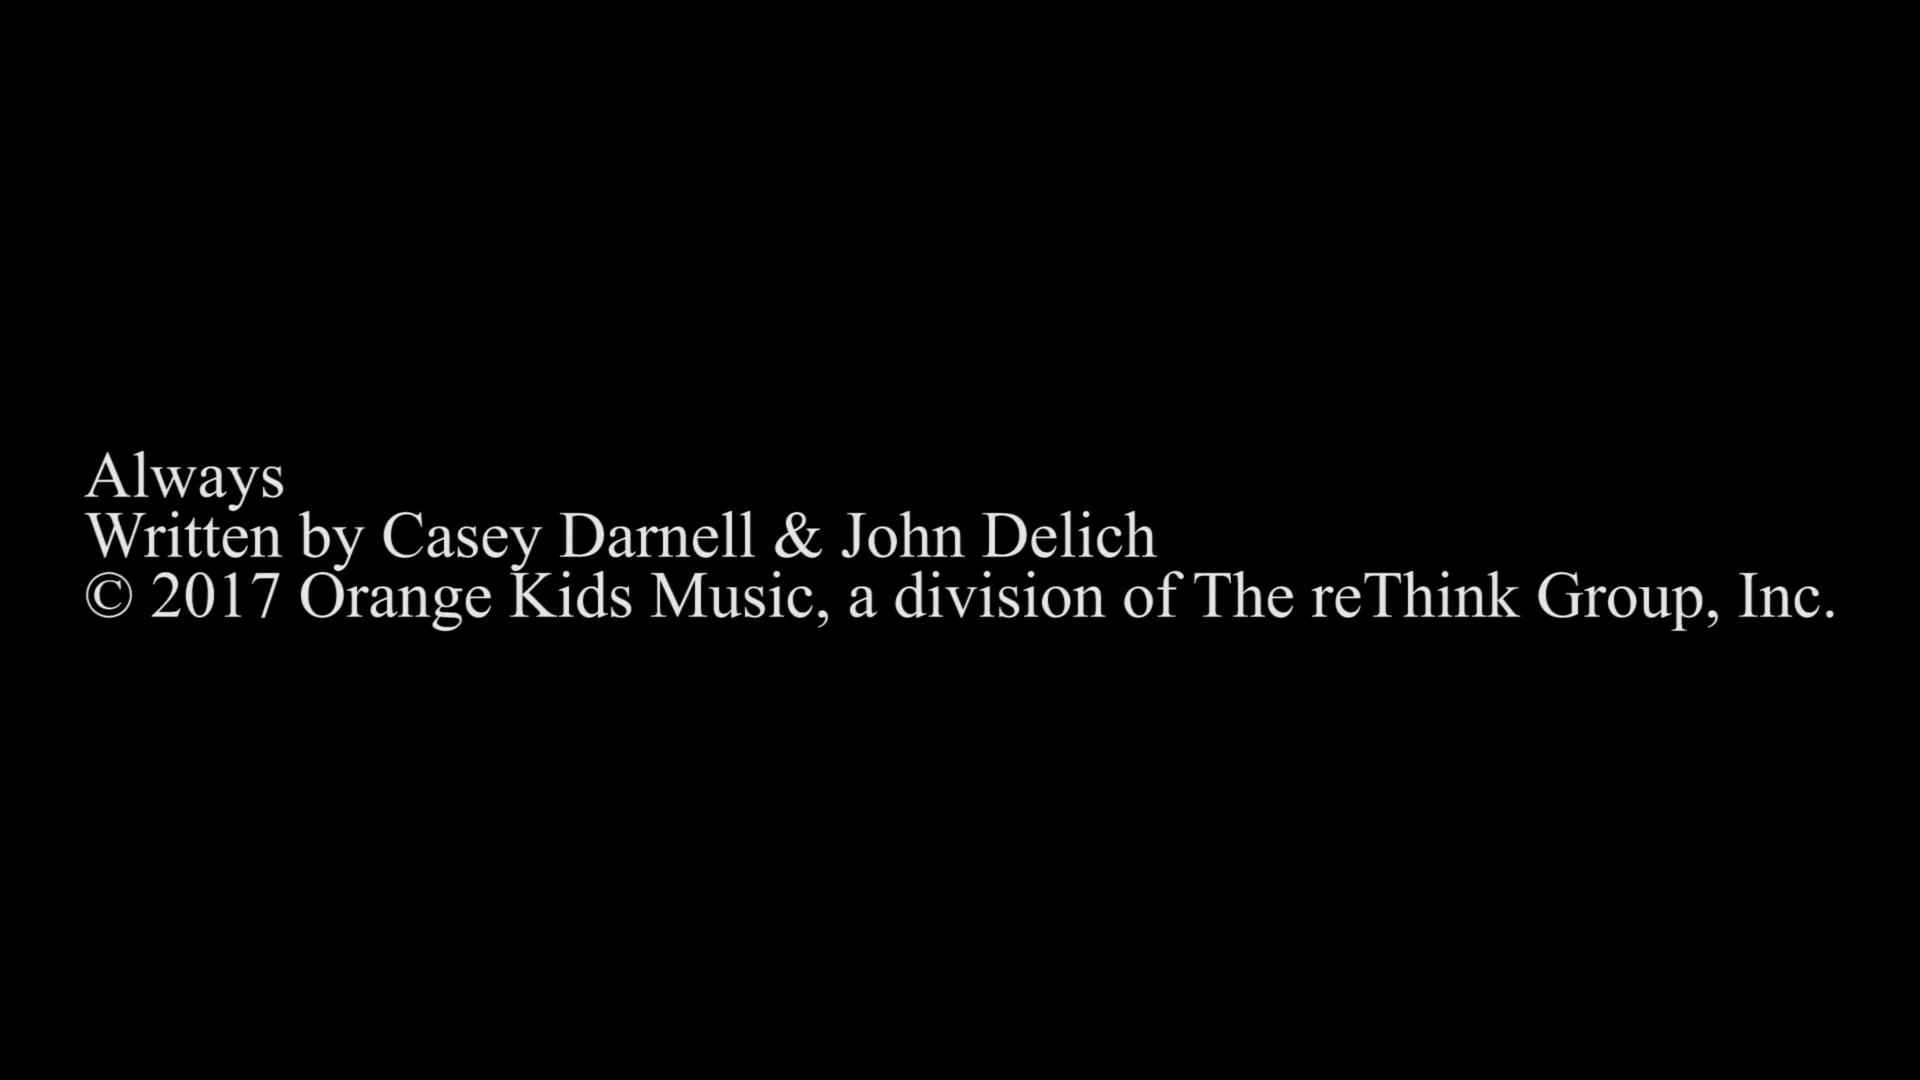 Always
Written by Casey Darnell & John Delich
© 2017 Orange Kids Music, a division of The reThink Group, Inc.